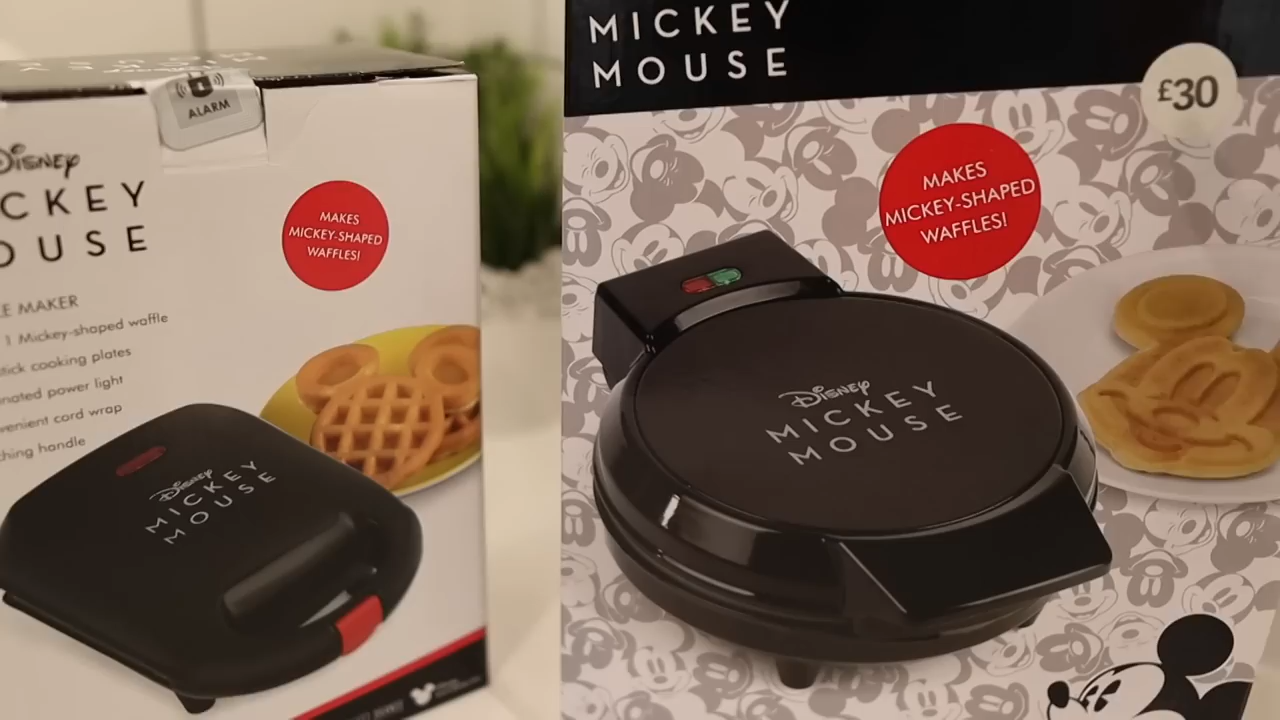 ALARM
Disney
CKEY
OUSE
E MAKER
1 Mickey-shaped waffle
tick cooking plates
nated power light
venient cord wrap
ching handle
MAKES
MICKEY-SHAPED
WAFFLES!
Disney
MICKEY
MOUSE
MICKEY
MOUSE
£30
MAKES
MICKEY-SHAPED
WAFFLES!
Disney
MICKEY
MOUSE